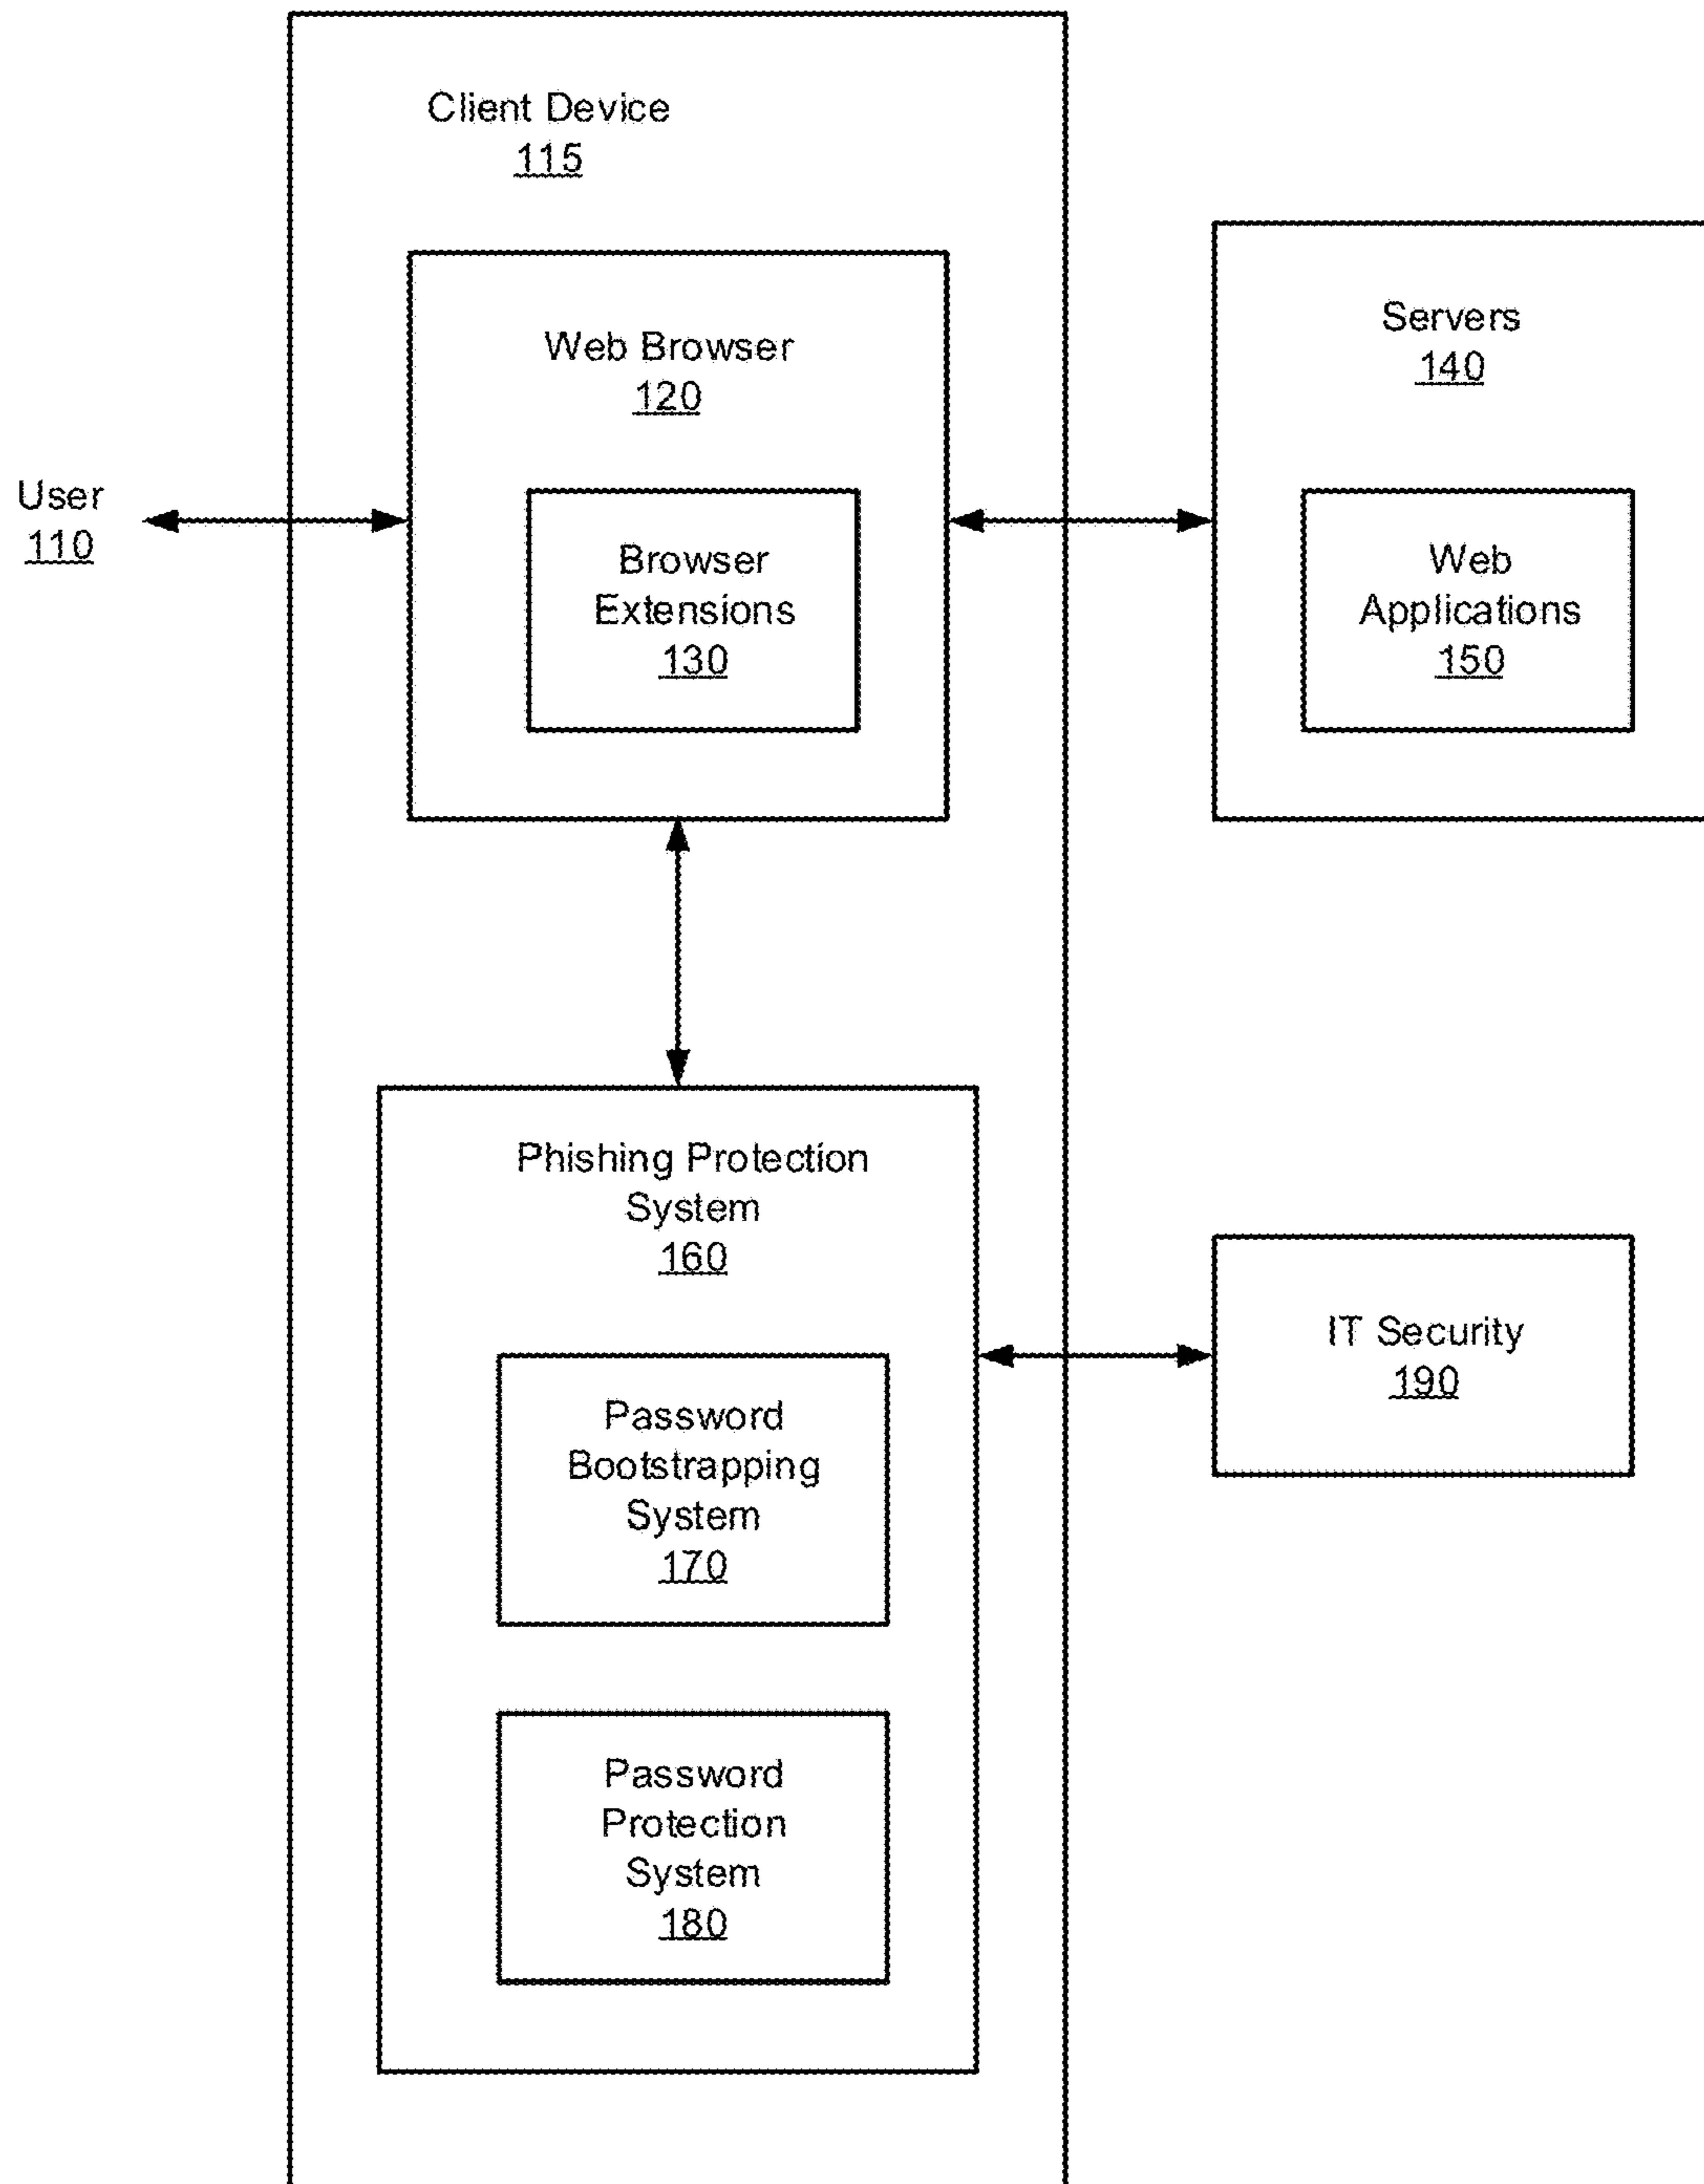 Client Device
115
Web Browser
120
Servers
140
User
110
Browser
Extensions
130
Web
Applications
150
Phishing Protection
System
160
IT Security
190
Password
Bootstrapping
System
170
Password
Protection
System
180